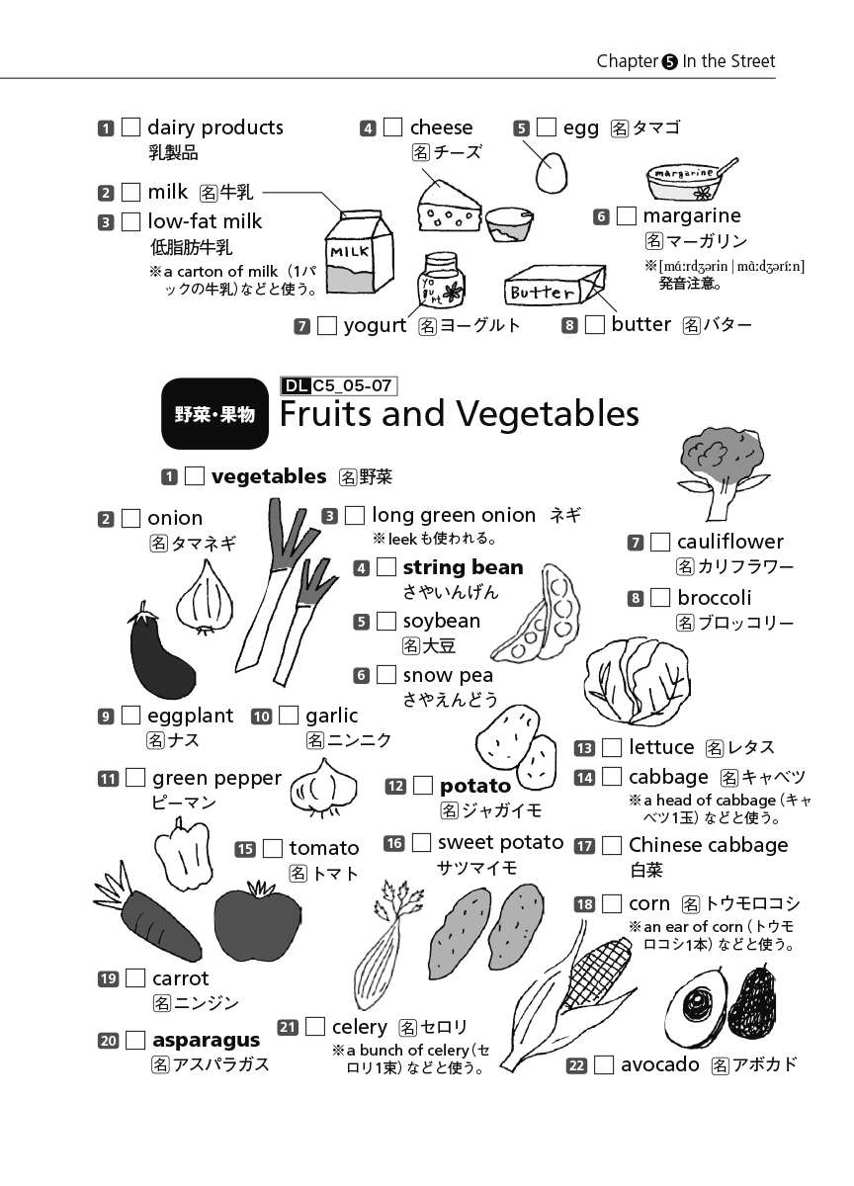 Chapter ❺ In the Street
1 □ dairy products
乳製品
2 □ milk 名牛乳
3 □ low-fat milk
低脂肪牛乳
※a carton of milk（1パ
ックの牛乳）などと使う。
4 □ cheese
名チーズ
5 □ egg 名タマゴ
margarine
6 □ margarine
名マーガリン
※[mɑ́ːrdʒərin | mɑ̀ːdʒəríːn]
発音注意。
MILK
yo
gu
rt
Butter
7 □ yogurt 名ヨーグルト
8 □ butter 名バター
DL C5_05-07
野菜・果物
Fruits and Vegetables
1 □ vegetables 名野菜
2 □ onion
名タマネギ
3 □ long green onion ネギ
※leekも使われる。
4 □ string bean
さやいんげん
5 □ soybean
名大豆
6 □ snow pea
さやえんどう
7 □ cauliflower
名カリフラワー
8 □ broccoli
名ブロッコリー
9 □ eggplant
名ナス
10 □ garlic
名ニンニク
11 □ green pepper
ピーマン
12 □ potato
名ジャガイモ
13 □ lettuce 名レタス
14 □ cabbage 名キャベツ
※a head of cabbage（キャ
ベツ1玉）などと使う。
15 □ tomato
名トマト
16 □ sweet potato
サツマイモ
17 □ Chinese cabbage
白菜
18 □ corn 名トウモロコシ
※an ear of corn（トウモ
ロコシ1本）などと使う。
19 □ carrot
名ニンジン
20 □ asparagus
名アスパラガス
21 □ celery 名セロリ
※a bunch of celery（セ
ロリ1束）などと使う。
22 □ avocado 名アボカド